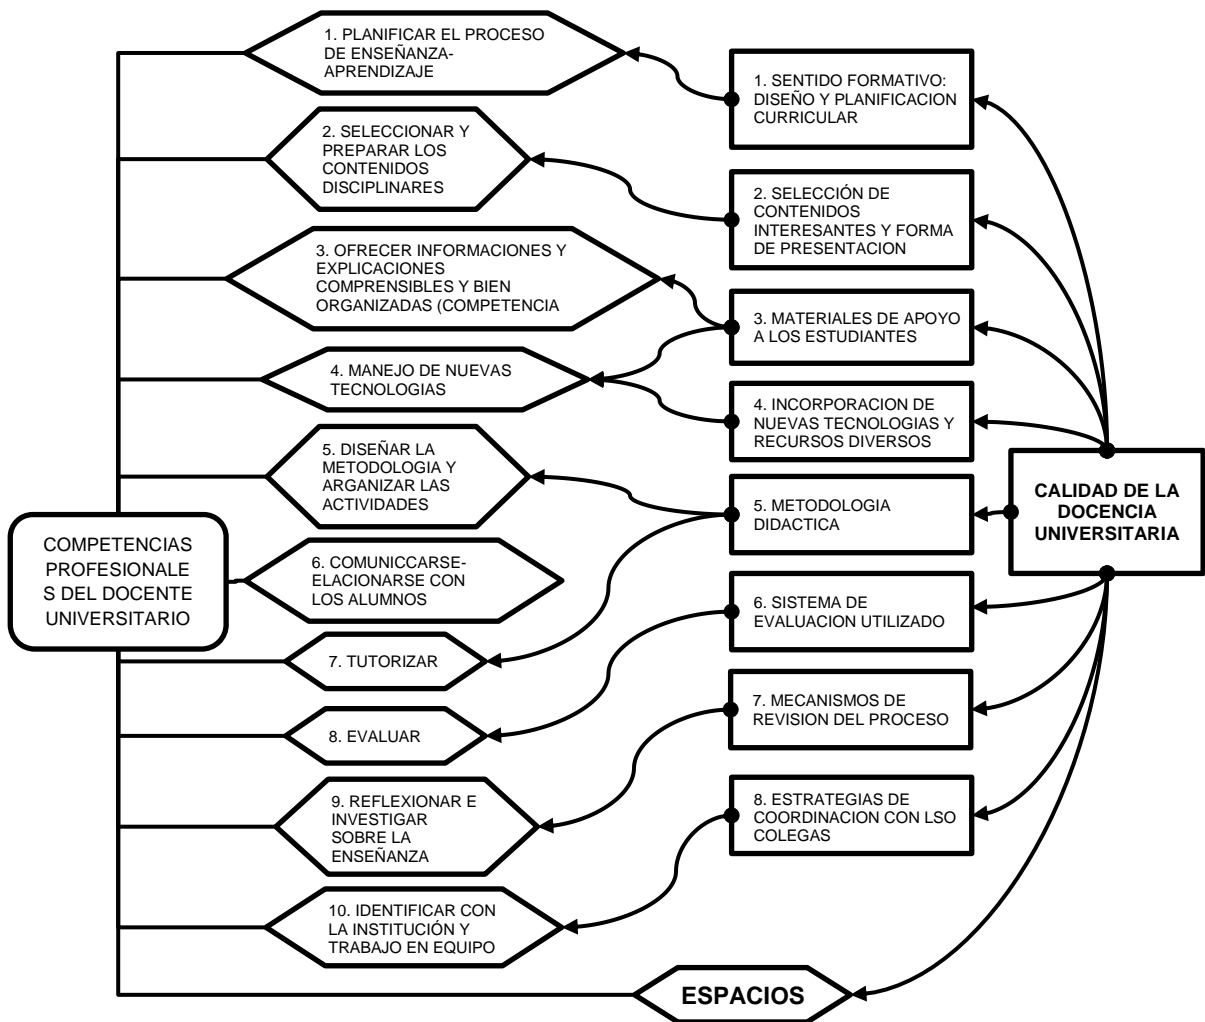 1. PLANIFICAR EL PROCESO
DE ENSEÑANZA-
APRENDIZAJE
2. SELECCIONAR Y
PREPARAR LOS
CONTENIDOS
DISCIPLINARES
3. OFRECER INFORMACIONES Y
EXPLICACIONES
COMPRENSIBLES Y BIEN
ORGANIZADAS (COMPETENCIA
4. MANEJO DE NUEVAS
TECNOLOGIAS
5. DISEÑAR LA
METODOLOGIA Y
ARGANIZAR LAS
ACTIVIDADES
COMPETENCIAS
PROFESIONALE
S DEL DOCENTE
UNIVERSITARIO
6. COMUNICCARSE-
ELACIONARSE CON
LOS ALUMNOS
7. TUTORIZAR
8. EVALUAR
9. REFLEXIONAR E
INVESTIGAR
SOBRE LA
ENSEÑANZA
10. IDENTIFICAR CON
LA INSTITUCIÓN Y
TRABAJO EN EQUIPO
ESPACIOS
1. SENTIDO FORMATIVO:
DISEÑO Y PLANIFICACION
CURRICULAR
2. SELECCIÓN DE
CONTENIDOS
INTERESANTES Y FORMA
DE PRESENTACION
3. MATERIALES DE APOYO
A LOS ESTUDIANTES
4. INCORPORACION DE
NUEVAS TECNOLOGIAS Y
RECURSOS DIVERSOS
5. METODOLOGIA
DIDACTICA
6. SISTEMA DE
EVALUACION UTILIZADO
7. MECANISMOS DE
REVISION DEL PROCESO
8. ESTRATEGIAS DE
COORDINACION CON LSO
COLEGAS
CALIDAD DE LA
DOCENCIA
UNIVERSITARIA